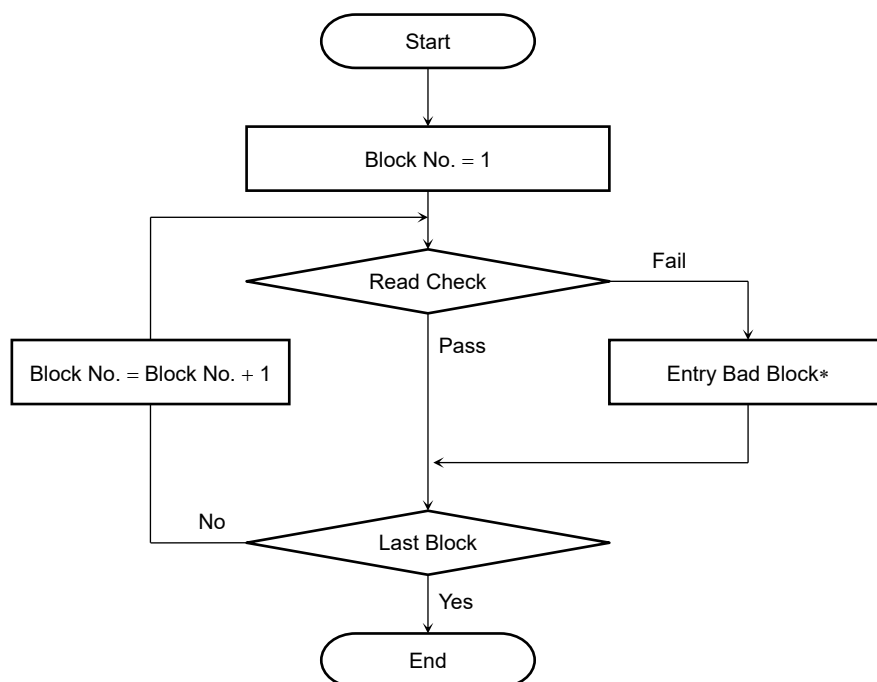 Start
Block No. = 1
Read Check
Fail
Pass
Block No. = Block No. + 1
Entry Bad Block∗
No
Last Block
Yes
End